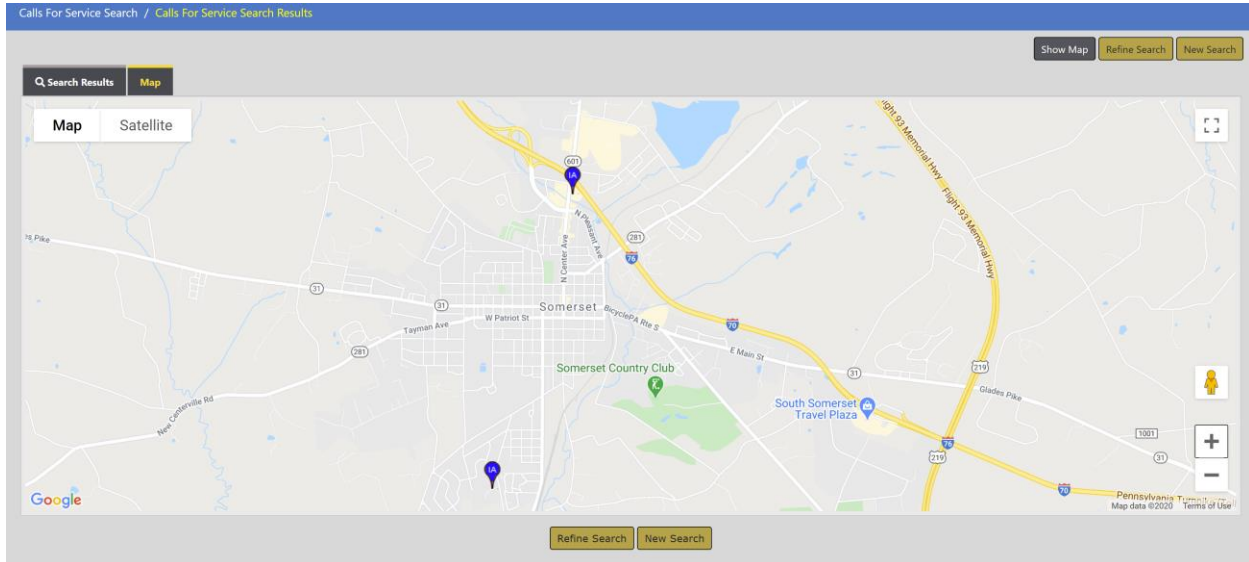 Calls For Service Search / Calls For Service Search Results
Show Map Refine Search New Search
Search Results Map
Map Satellite
Flight 93 Memorial Hwy
Flight 93 Memorial Hwy
601
IA
N Pleasant Ave
281
76
N Center Ave
es Pike
31
31
Somerset
BicyclePA Rte S
W Patriot St
Tayman Ave
70
281
E Main St
Somerset Country Club
31
219
Glades Pike
New Centerville Rd
South Somerset
Travel Plaza
1001
76
219
31
IA
70
Google
Pennsylvania
Map data ©2020 Terms of Use
Refine Search New Search